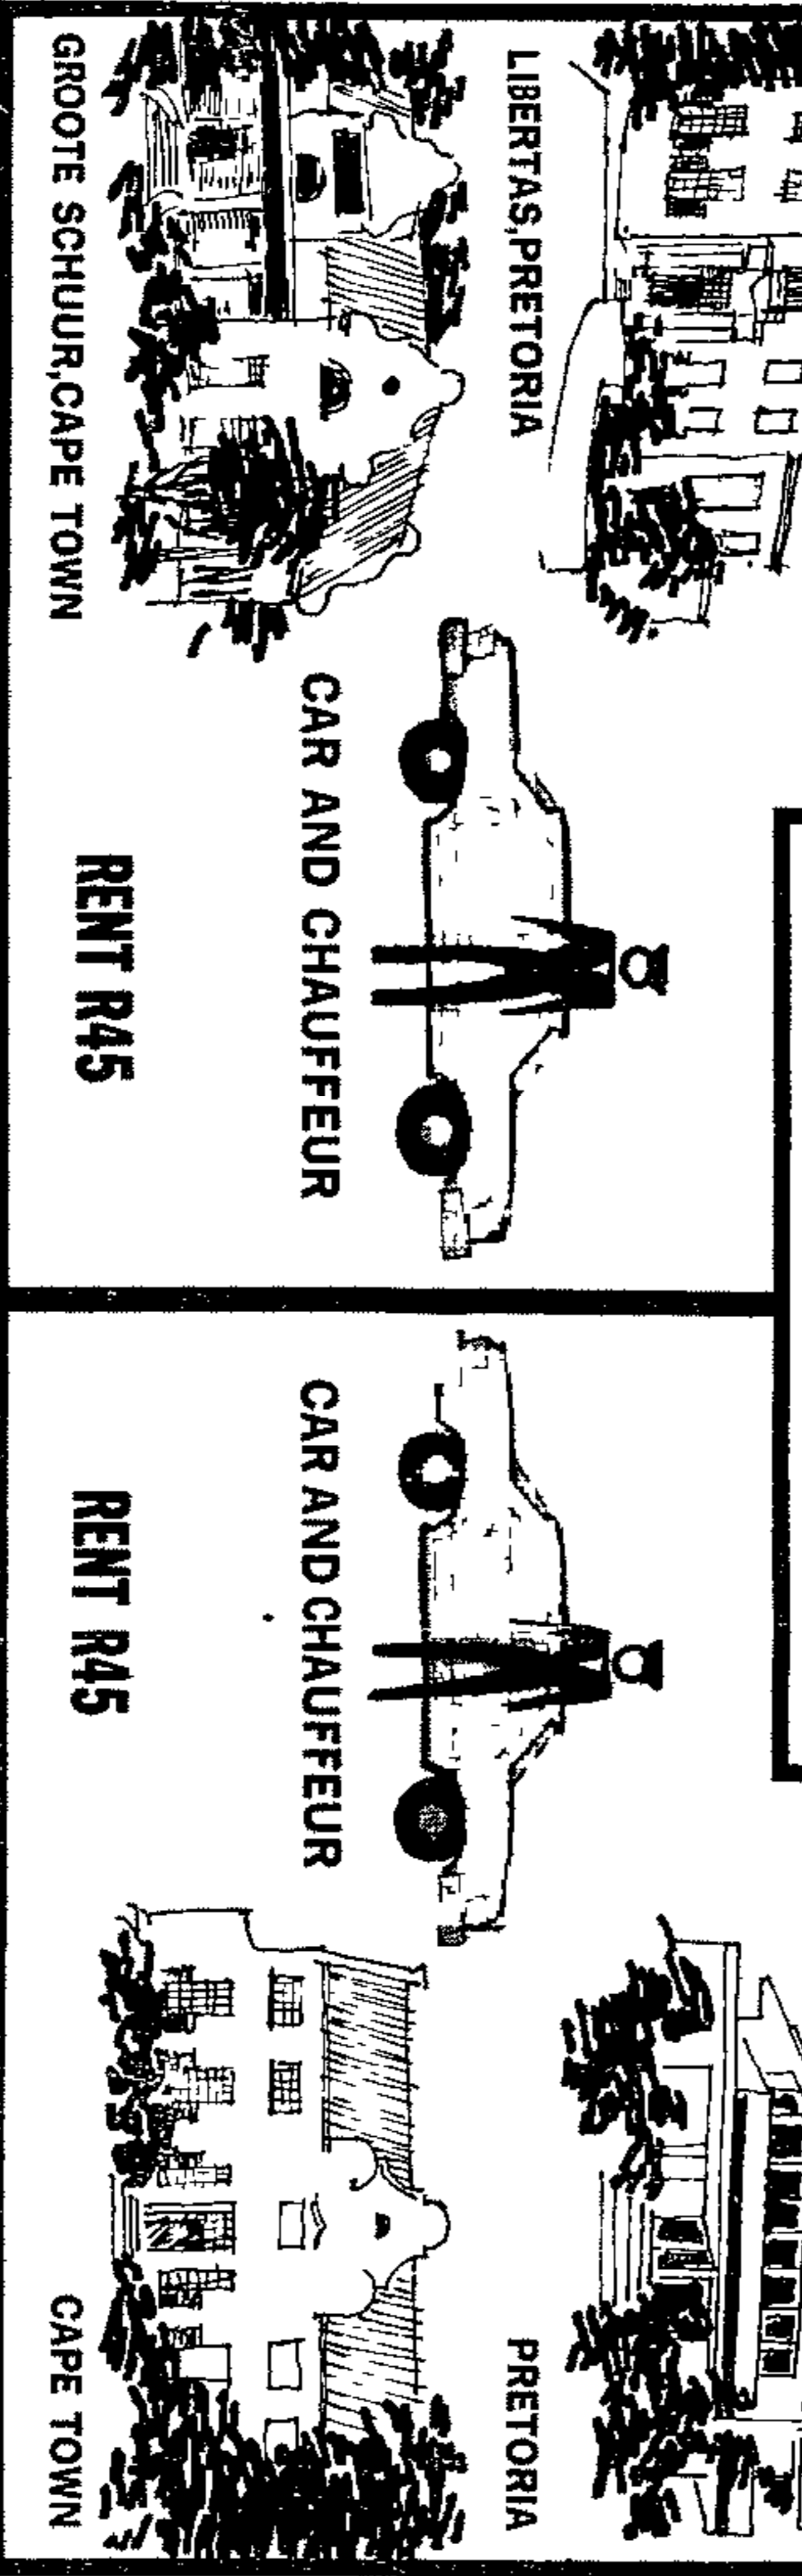 LIBERTAS,PRETORIA
GROOTE SCHUUR,CAPE TOWN
CAR AND CHAUFFEUR
RENT R45
CAR AND CHAUFFEUR
RENT R45
PRETORIA
CAPE TOWN